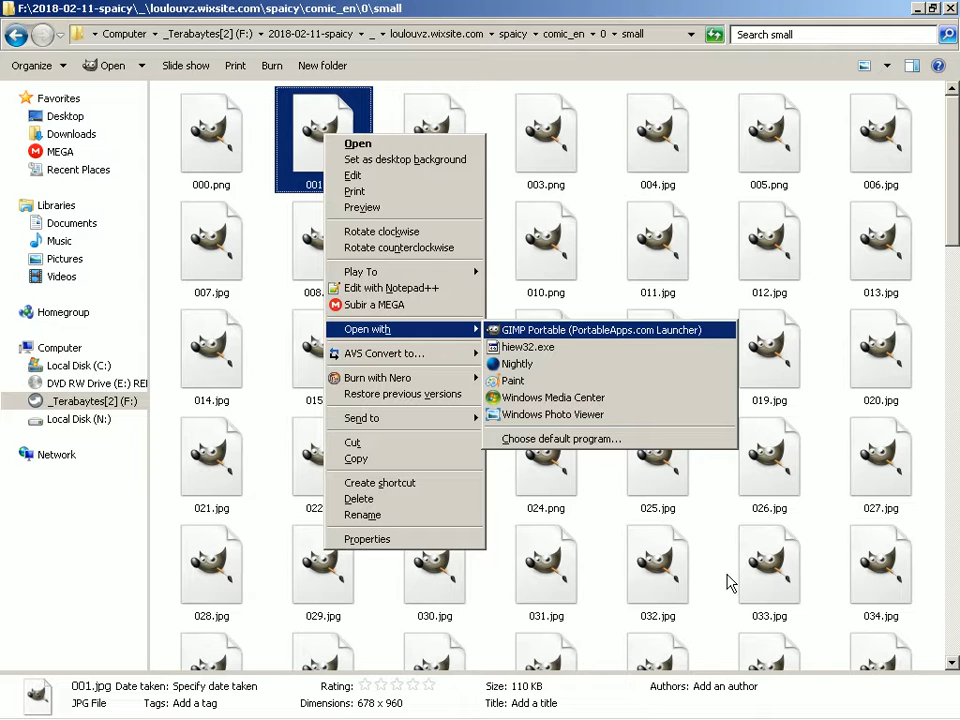 F:\2018-02-11-spaicy\_\loulouvz.wixsite.com\spaicy\comic_en\0\small
Computer
_Terabaytes[2] (F:)
2018-02-11-spaicy
_
loulouvz.wixsite.com
spaicy
comic_en
0
small
Search small
Organize
Open
Slide show
Print
Burn
New folder
Favorites
Desktop
Downloads
MEGA
Recent Places
Libraries
Documents
Music
Pictures
Videos
Homegroup
Computer
Local Disk (C:)
DVD RW Drive (E:) REI
_Terabaytes[2] (F:)
Local Disk (N:)
Network
000.png
001
003.png
004.jpg
005.png
006.jpg
007.jpg
008.
010.png
011.jpg
012.jpg
013.jpg
014.jpg
015
019.jpg
020.jpg
021.jpg
022
024.png
025.jpg
026.jpg
027.jpg
028.jpg
029.jpg
030.jpg
031.jpg
032.jpg
033.jpg
034.jpg
Open
Set as desktop background
Edit
Print
Preview
Rotate clockwise
Rotate counterclockwise
Play To
Edit with Notepad++
Subir a MEGA
Open with
AVS Convert to...
Burn with Nero
Restore previous versions
Send to
Cut
Copy
Create shortcut
Delete
Rename
Properties
GIMP Portable (PortableApps.com Launcher)
hiew32.exe
Nightly
Paint
Windows Media Center
Windows Photo Viewer
Choose default program...
001.jpg Date taken: Specify date taken
Rating:
Size: 110 KB
Authors: Add an author
JPG File
Tags: Add a tag
Dimensions: 678 x 960
Title: Add a title